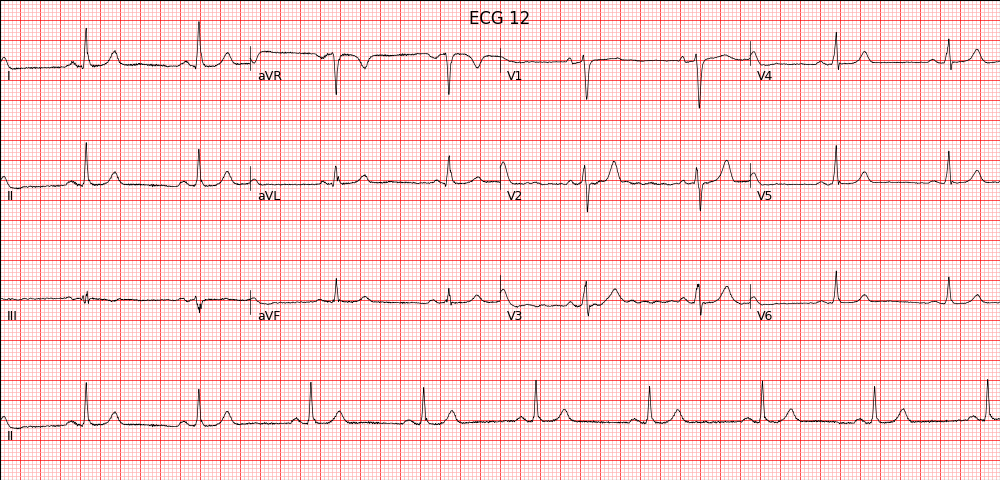 ECG 12
I aVR V1 V4
II aVL V2 V5
III aVF V3 V6
II